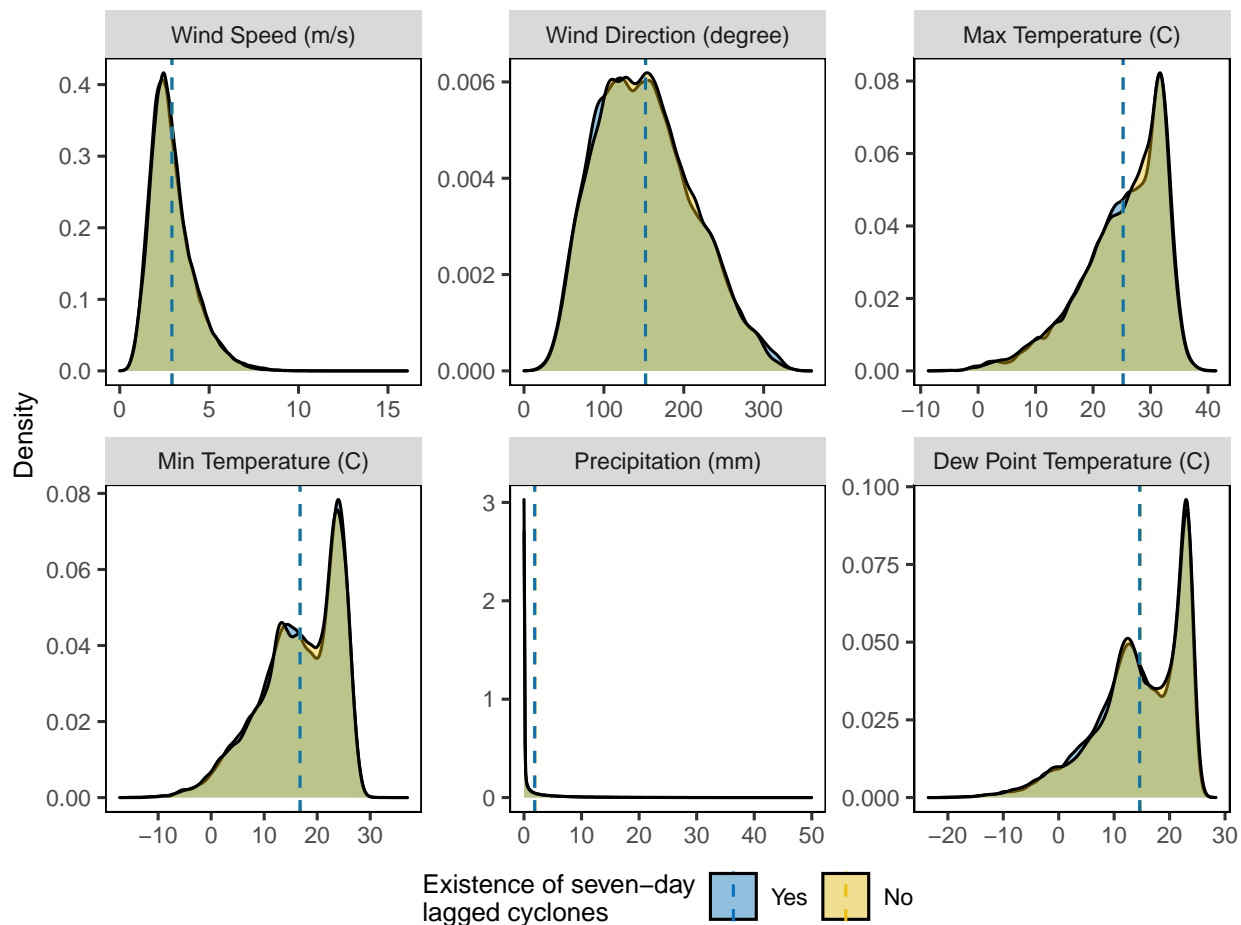 Wind Speed (m/s)
Wind Direction (degree)
Max Temperature (C)
0.4
0.3
0.2
0.1
0.0
0 5 10 15
0.006
0.004
0.002
0.000
0 100 200 300
0.08
0.06
0.04
0.02
0.00
−10 0 10 20 30 40
Density
Min Temperature (C)
Precipitation (mm)
Dew Point Temperature (C)
0.08
0.06
0.04
0.02
0.00
−10 0 10 20 30
3
2
1
0
0 10 20 30 40 50
0.100
0.075
0.050
0.025
0.000
−20 −10 0 10 20 30
Existence of seven−day
lagged cyclones
Yes
No